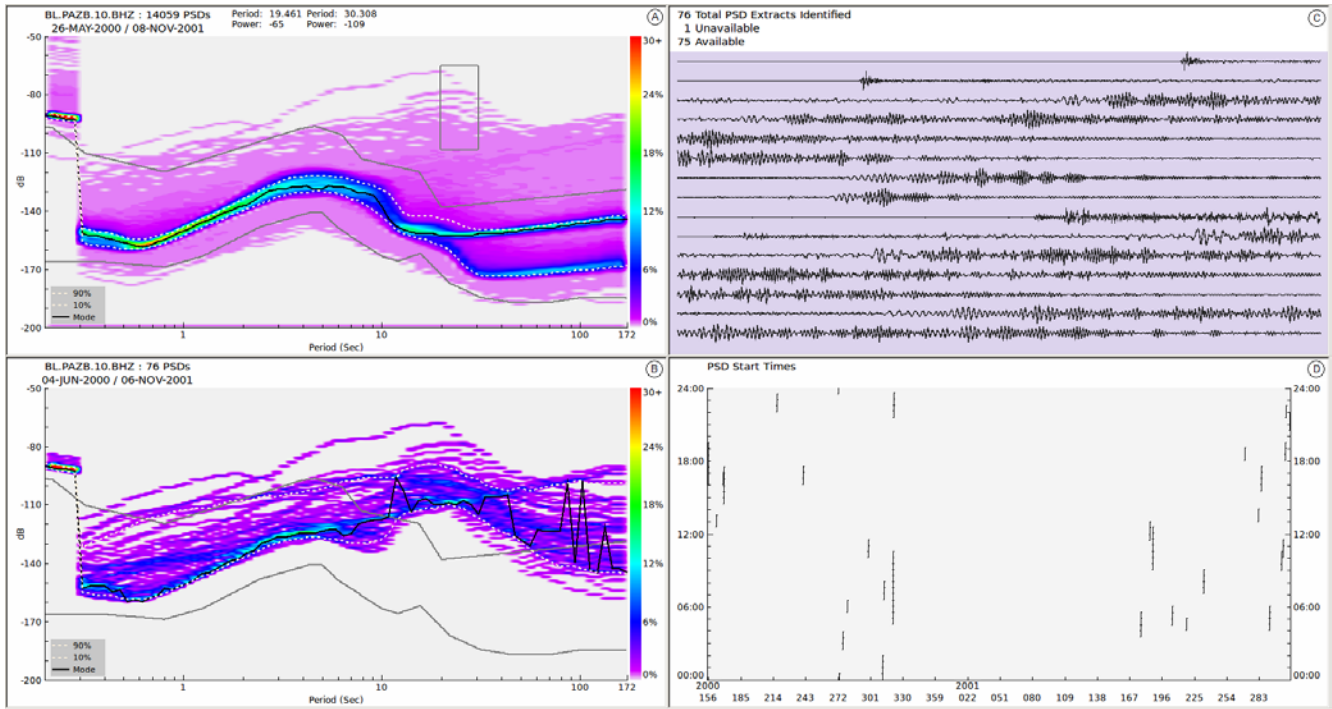 BL.PAZB.10.BHZ : 14059 PSDs Period: 19.461 Period: 30.308
26-MAY-2000 / 08-NOV-2001 Power: -65 Power: -109
A
-50
-80
-110
-140
-170
-200
dB
30+
24%
18%
12%
6%
0%
90%
10%
Mode
1 10 100 172
Period (Sec)
76 Total PSD Extracts Identified
1 Unavailable
75 Available
C
BL.PAZB.10.BHZ : 76 PSDs
04-JUN-2000 / 06-NOV-2001
B
-50
-80
-110
-140
-170
-200
dB
30+
24%
18%
12%
6%
0%
90%
10%
Mode
1 10 100 172
Period (Sec)
PSD Start Times
D
24:00 24:00
18:00 18:00
12:00 12:00
06:00 06:00
00:00 00:00
2000 2001
156 185 214 243 272 301 330 359 022 051 080 109 138 167 196 225 254 283